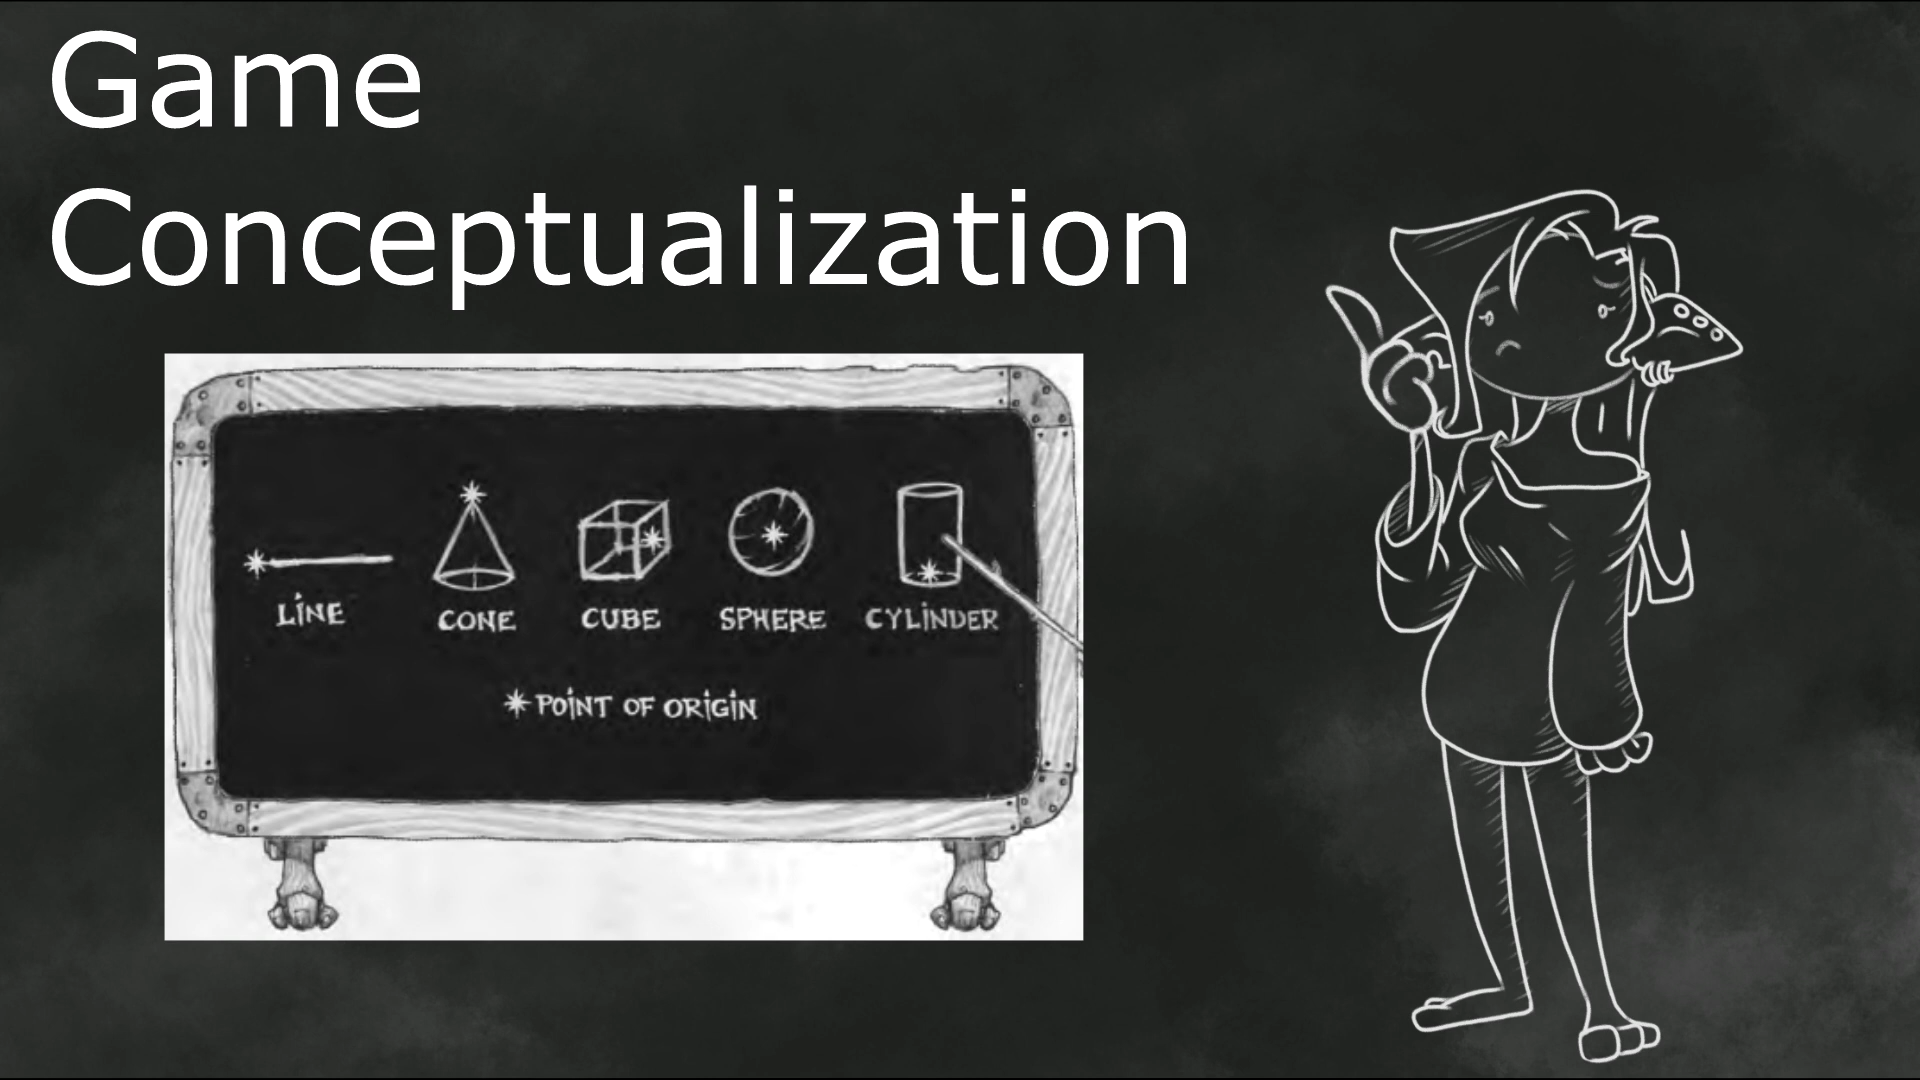 Game
Conceptualization
LINE
CONE
CUBE
SPHERE
CYLINDER
POINT OF ORIGIN